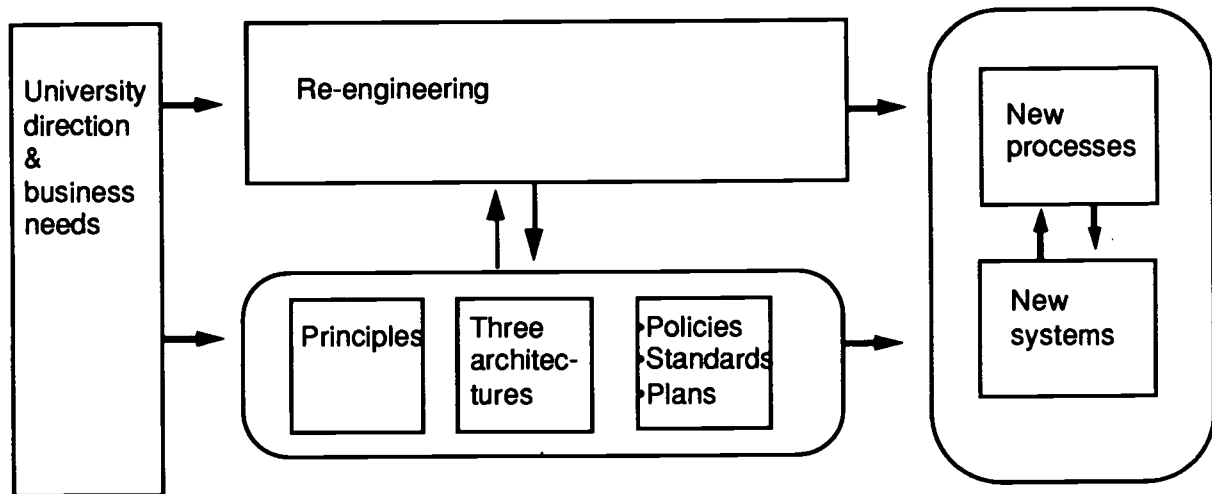 University
direction
&
business
needs
Re-engineering
Principles
Three
architec-
tures
•Policies
•Standards
•Plans
New
processes
New
systems